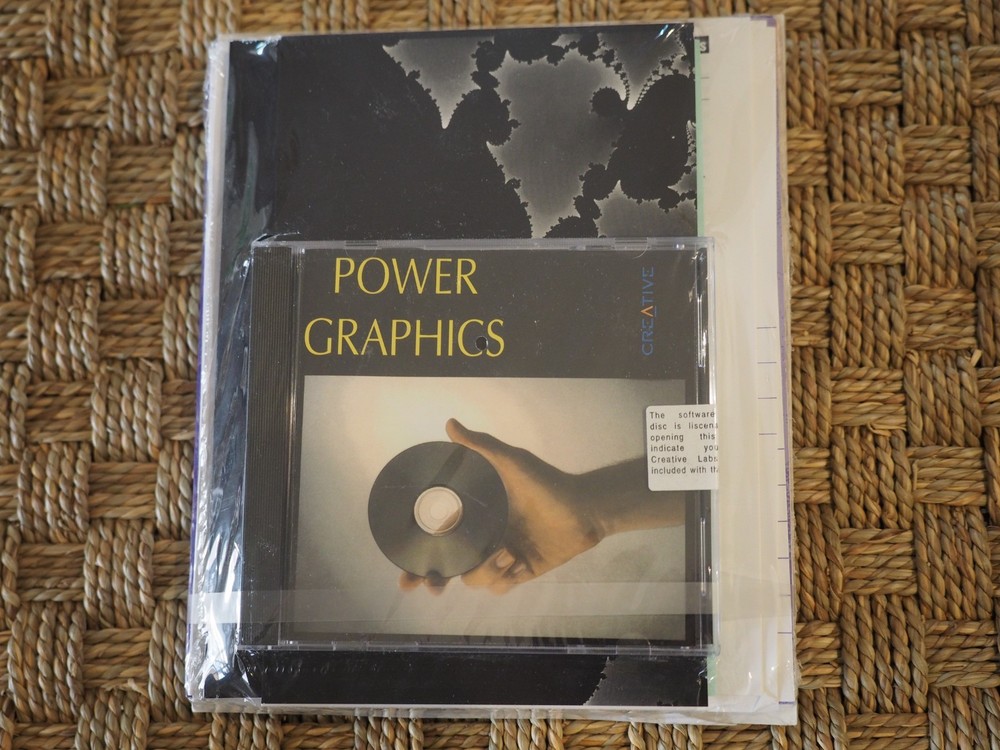 POWER
GRAPHICS
CREATIVE
The software
disc is liscens
opening this
indicate you
Creative Labs
included with th